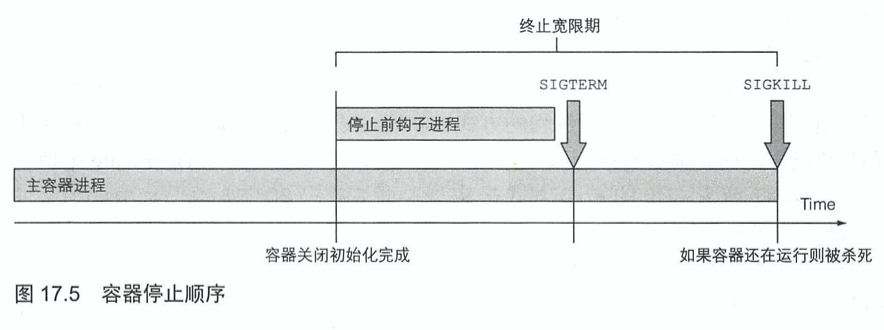 终止宽限期
SIGTERM
SIGKILL
停止前钩子进程
主容器进程
Time
容器关闭初始化完成
如果容器还在运行则被杀死
图 17.5 容器停止顺序